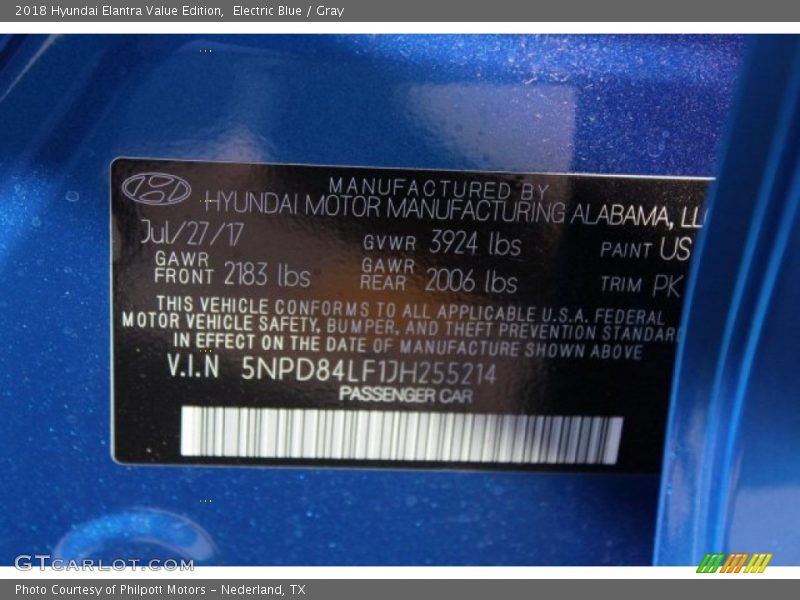 2018 Hyundai Elantra Value Edition, Electric Blue / Gray
MANUFACTURED BY
HYUNDAI MOTOR MANUFACTURING ALABAMA, LLC
Jul/27/17 GVWR 3924 lbs PAINT US
GAWR FRONT 2183 lbs GAWR REAR 2006 lbs TRIM PK
THIS VEHICLE CONFORMS TO ALL APPLICABLE U.S.A. FEDERAL
MOTOR VEHICLE SAFETY, BUMPER, AND THEFT PREVENTION STANDARD
IN EFFECT ON THE DATE OF MANUFACTURE SHOWN ABOVE
V.I.N 5NPD84LF1JH255214
PASSENGER CAR
GTCARLOT.COM
Photo Courtesy of Philpott Motors - Nederland, TX